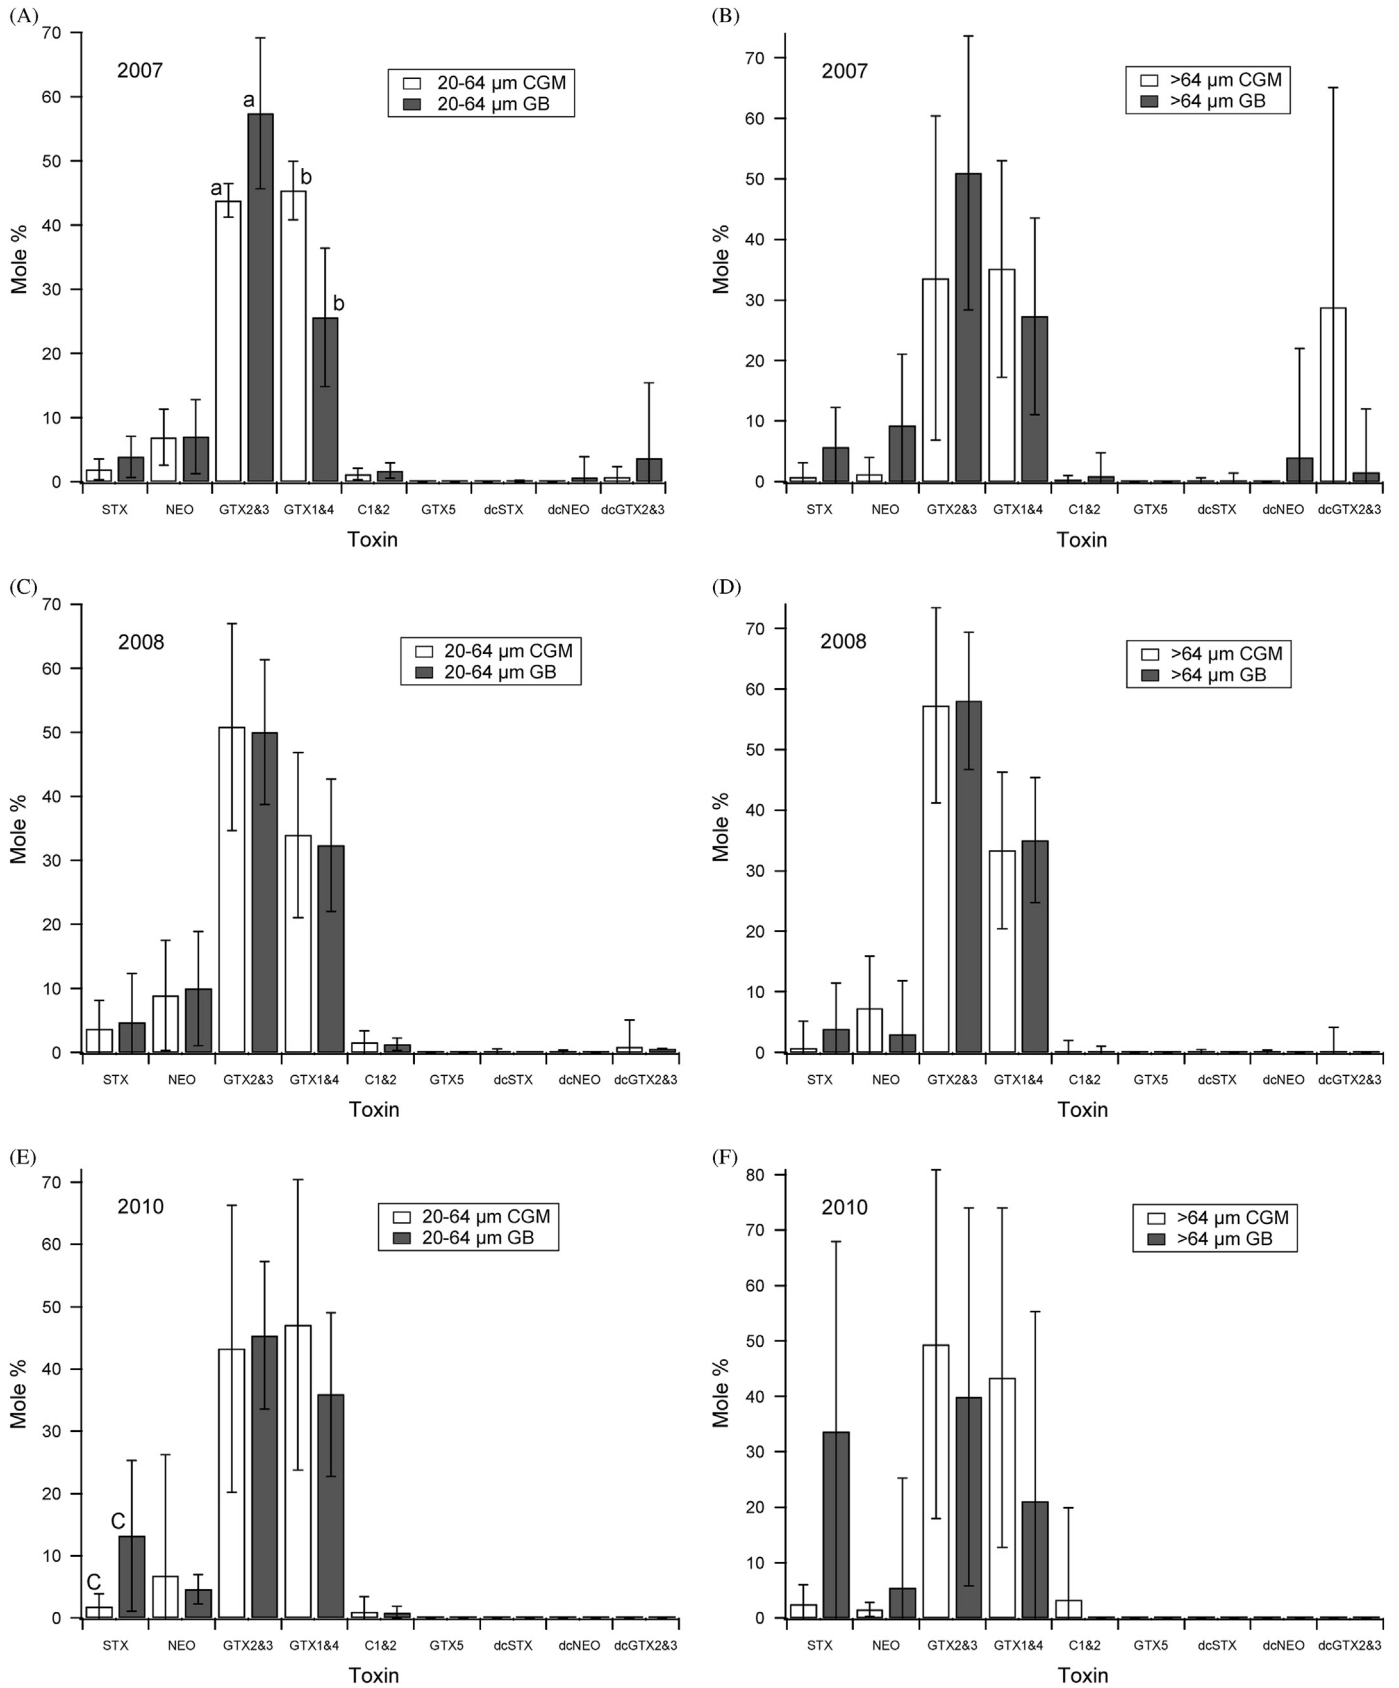 (A)
2007
20-64 µm CGM
20-64 µm GB
Mole %
70
60
50
40
30
20
10
0
a
a
b
b
STX NEO GTX2&3 GTX1&4 C1&2 GTX5 dcSTX dcNEO dcGTX2&3
Toxin
(B)
2007
>64 µm CGM
>64 µm GB
Mole %
70
60
50
40
30
20
10
0
STX NEO GTX2&3 GTX1&4 C1&2 GTX5 dcSTX dcNEO dcGTX2&3
Toxin
(C)
2008
20-64 µm CGM
20-64 µm GB
Mole %
70
60
50
40
30
20
10
0
STX NEO GTX2&3 GTX1&4 C1&2 GTX5 dcSTX dcNEO dcGTX2&3
Toxin
(D)
2008
>64 µm CGM
>64 µm GB
Mole %
70
60
50
40
30
20
10
0
STX NEO GTX2&3 GTX1&4 C1&2 GTX5 dcSTX dcNEO dcGTX2&3
Toxin
(E)
2010
20-64 µm CGM
20-64 µm GB
Mole %
70
60
50
40
30
20
10
0
C
C
STX NEO GTX2&3 GTX1&4 C1&2 GTX5 dcSTX dcNEO dcGTX2&3
Toxin
(F)
2010
>64 µm CGM
>64 µm GB
Mole %
80
70
60
50
40
30
20
10
0
STX NEO GTX2&3 GTX1&4 C1&2 GTX5 dcSTX dcNEO dcGTX2&3
Toxin